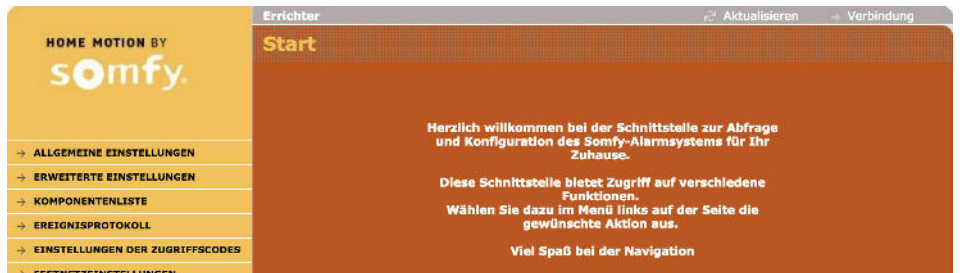 Errichter
Aktualisieren
Verbindung
HOME MOTION BY
somfy.
Start
Herzlich willkommen bei der Schnittstelle zur Abfrage
und Konfiguration des Somfy-Alarmsystems für Ihr
Zuhause.
Diese Schnittstelle bietet Zugriff auf verschiedene
Funktionen.
Wählen Sie dazu im Menü links auf der Seite die
gewünschte Aktion aus.
Viel Spaß bei der Navigation
ALLGEMEINE EINSTELLUNGEN
ERWEITERTE EINSTELLUNGEN
KOMPONENTENLISTE
EREIGNISPROTOKOLL
EINSTELLUNGEN DER ZUGRIFFSCODES
FESTNETZEINSTELLUNGEN